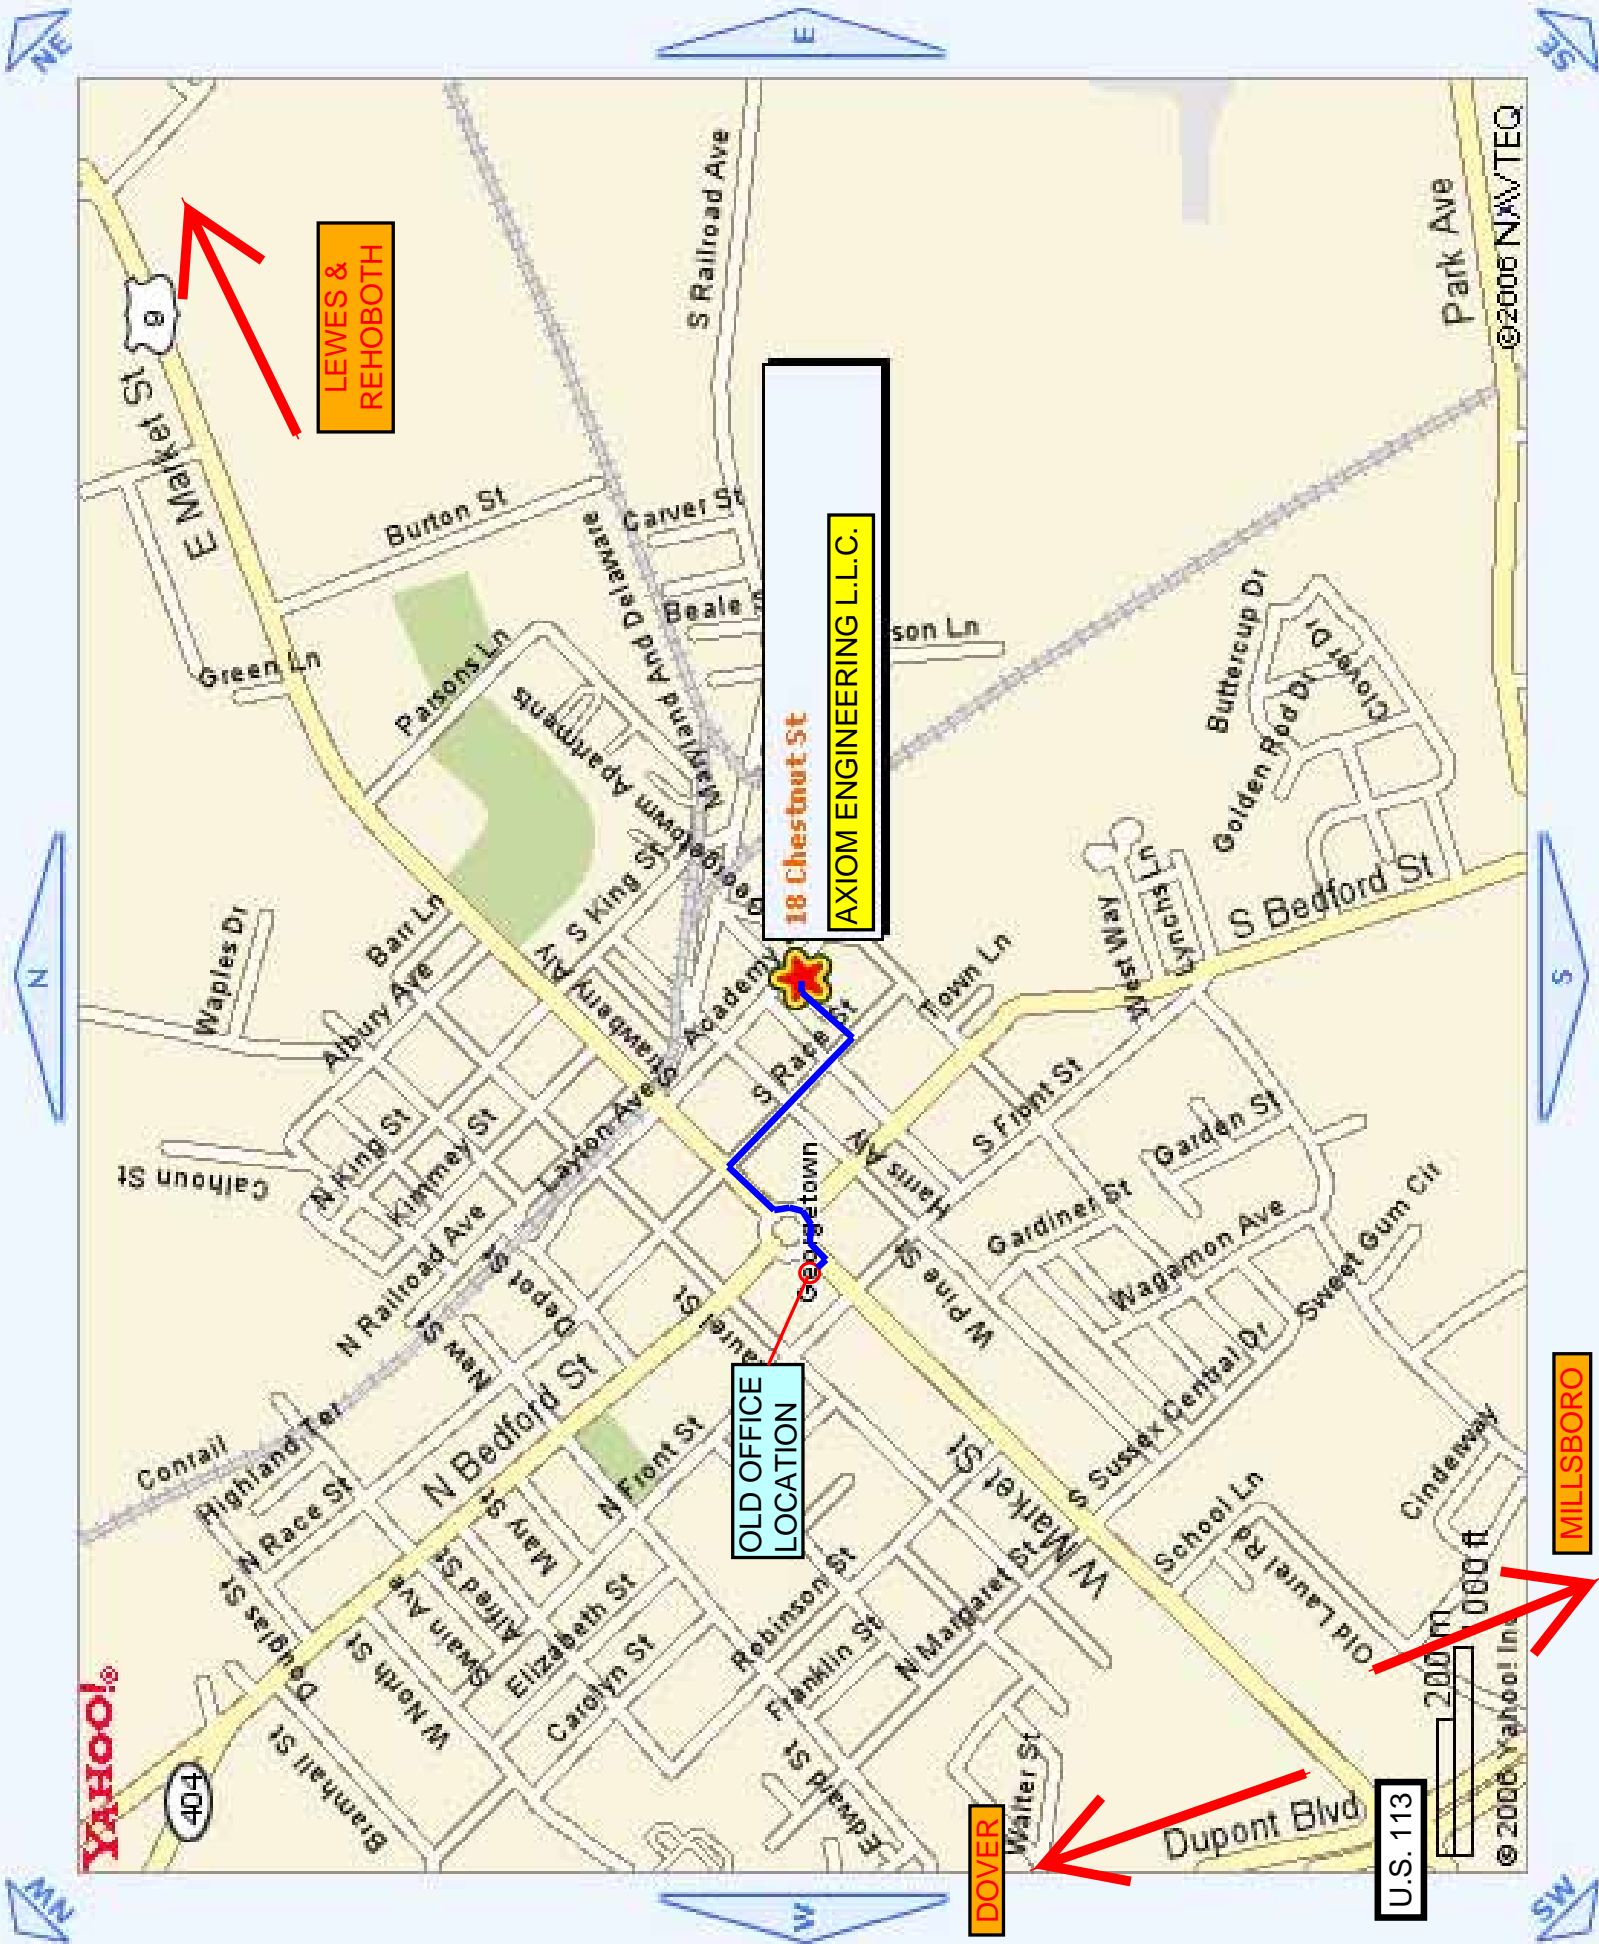 YAHOO!®
NW
N
NE
W
E
SW
S
SE
404
9
Conrail
Calhoun St
Waples Dr
E Market St
LEWES &
REHOBOTH
Highland Ter
N Race St
Douglas St
Bramhall St
N Railroad Ave
New St
Depot St
N King St
Kimmey St
Albury Ave
Barr Ln
Green Ln
Burton St
Parsons Ln
Layton Ave
Strawberry Aly
S King St
Georgetown Apartments
Maryland And Delaware
Carver St
Beale
S Railroad Ave
N Bedford St
Mary St
Alfred St
Swain Ave
W North St
Elizabeth St
Carolyn St
N Front St
Laurel St
Academy
S Race St
OLD OFFICE
LOCATION
Georgetown
18 Chestnut St
AXIOM ENGINEERING L.L.C.
son Ln
Robinson St
Franklin St
Edward St
N Margaret St
W Market St
W Market St
Harris Aly
W Pine St
S Front St
Town Ln
Gardiner St
Garden St
Wagamon Ave
Sweet Gum Cir
S Sussex Central Dr
West Way
Lynchs Ln
S Bedford St
Buttercup Dr
Golden Rod Dr
Clover Dr
Park Ave
School Ln
Old Laurel Rd
Cinderway
Walter St
DOVER
Dupont Blvd
U.S. 113
MILLSBORO
200 m
1000 ft
© 2006 Yahoo! Inc
©2006 NAVTEQ